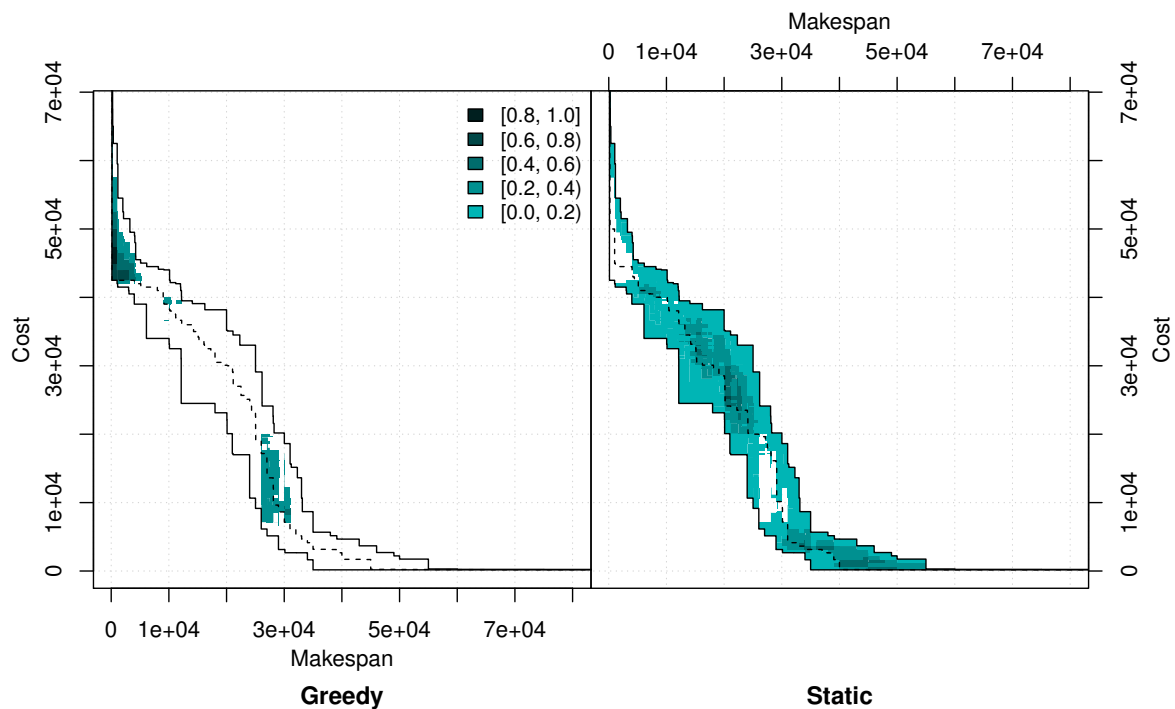 Makespan
0 1e+04 3e+04 5e+04 7e+04
Cost
7e+04
5e+04
3e+04
1e+04
0
[0.8, 1.0]
[0.6, 0.8)
[0.4, 0.6)
[0.2, 0.4)
[0.0, 0.2)
7e+04
5e+04
3e+04
1e+04
0
Cost
0 1e+04 3e+04 5e+04 7e+04
Makespan
Greedy
Static